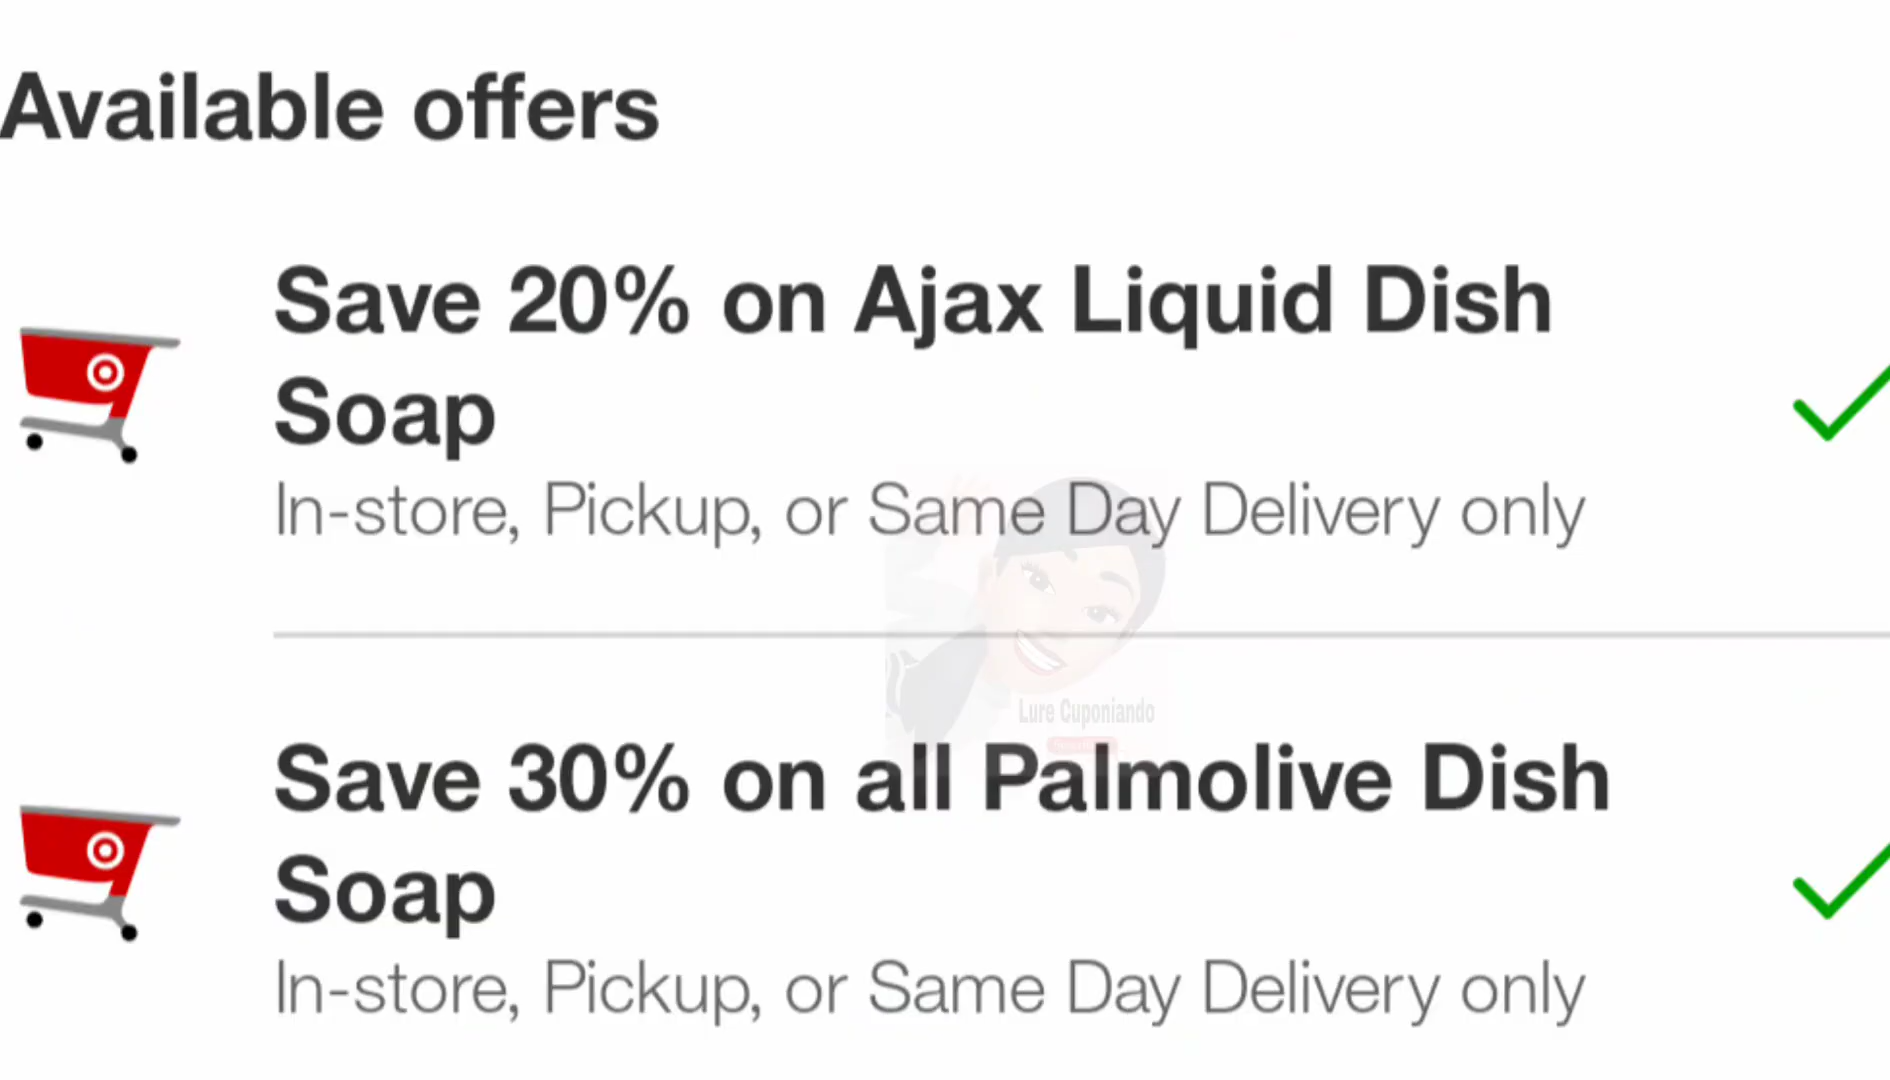 Available offers
Save 20% on Ajax Liquid Dish
Soap
In-store, Pickup, or Same Day Delivery only
Lure Cuponiando
Save 30% on all Palmolive Dish
Soap
In-store, Pickup, or Same Day Delivery only